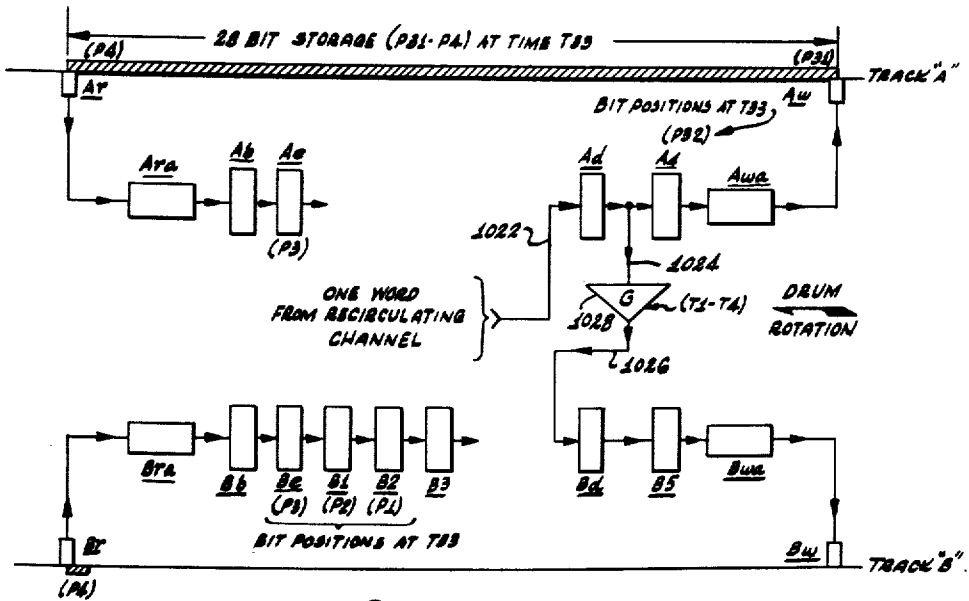 28 BIT STORAGE (P31-P4) AT TIME T33
(P4)
(P31)
TRACK "A"
Ar
Aw
BIT POSITIONS AT T33
(P32)
Ara
Ab
Ae
Ad
A1
Awa
(P3)
1022
1024
ONE WORD
FROM RECIRCULATING
CHANNEL
G
(T1-T4)
1028
DRUM
ROTATION
1026
Bra
Bb
Be
B1
B2
B3
Bd
B5
Bwa
(P3)
(P2)
(P1)
BIT POSITIONS AT T33
Br
Bw
TRACK "B".
(P4)